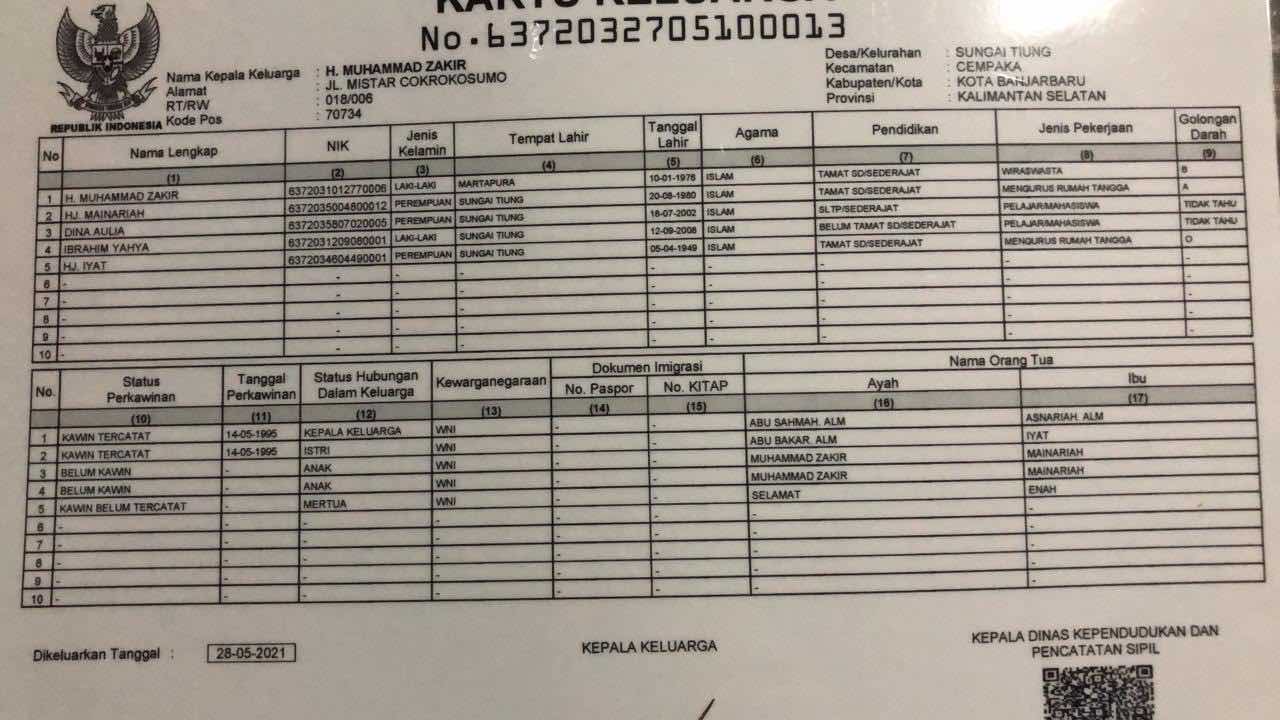 KARTU KELUARGA
No.6372032705100013
REPUBLIK INDONESIA
Nama Kepala Keluarga : H. MUHAMMAD ZAKIR
Alamat : JL. MISTAR COKROKOSUMO
RT/RW : 018/006
Kode Pos : 70734
Desa/Kelurahan : SUNGAI TIUNG
Kecamatan : CEMPAKA
Kabupaten/Kota : KOTA BANJARBARU
Provinsi : KALIMANTAN SELATAN
No Nama Lengkap NIK Jenis Kelamin Tempat Lahir Tanggal Lahir Agama Pendidikan Jenis Pekerjaan Golongan Darah
(1) (2) (3) (4) (5) (6) (7) (8) (9)
1 H. MUHAMMAD ZAKIR 6372031012770006 LAKI-LAKI MARTAPURA 10-01-1976 ISLAM TAMAT SD/SEDERAJAT WIRASWASTA B
2 HJ. MAINARIAH 6372035004800012 PEREMPUAN SUNGAI TIUNG 20-08-1980 ISLAM TAMAT SD/SEDERAJAT MENGURUS RUMAH TANGGA A
3 DINA AULIA 6372035807020005 PEREMPUAN SUNGAI TIUNG 18-07-2002 ISLAM SLTP/SEDERAJAT PELAJAR/MAHASISWA TIDAK TAHU
4 IBRAHIM YAHYA 6372031209080001 LAKI-LAKI SUNGAI TIUNG 12-09-2008 ISLAM BELUM TAMAT SD/SEDERAJAT PELAJAR/MAHASISWA TIDAK TAHU
5 HJ. IYAT 6372034604490001 PEREMPUAN SUNGAI TIUNG 05-04-1949 ISLAM TAMAT SD/SEDERAJAT MENGURUS RUMAH TANGGA O
6 - - - - - - - - -
7 - - - - - - - - -
8 - - - - - - - - -
9 - - - - - - - - -
10 - - - - - - - - -
No. Status Perkawinan Tanggal Perkawinan Status Hubungan Dalam Keluarga Kewarganegaraan Dokumen Imigrasi Nama Orang Tua
No. Paspor No. KITAP Ayah Ibu
(10) (11) (12) (13) (14) (15) (16) (17)
1 KAWIN TERCATAT 14-05-1995 KEPALA KELUARGA WNI - - ABU SAHMAH. ALM ASNARIAH. ALM
2 KAWIN TERCATAT 14-05-1995 ISTRI WNI - - ABU BAKAR. ALM IYAT
3 BELUM KAWIN - ANAK WNI - - MUHAMMAD ZAKIR MAINARIAH
4 BELUM KAWIN - ANAK WNI - - MUHAMMAD ZAKIR MAINARIAH
5 KAWIN BELUM TERCATAT - MERTUA WNI - - SELAMAT ENAH
6 - - - - - - - -
7 - - - - - - - -
8 - - - - - - - -
9 - - - - - - - -
10 - - - - - - - -
Dikeluarkan Tanggal : 28-05-2021
KEPALA KELUARGA
KEPALA DINAS KEPENDUDUKAN DAN
PENCATATAN SIPIL